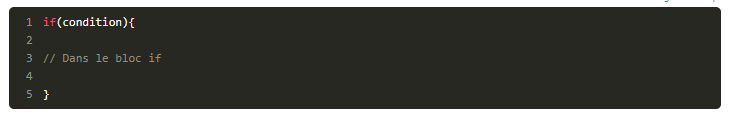 1 if(condition){
2
3 // Dans le bloc if
4
5 }